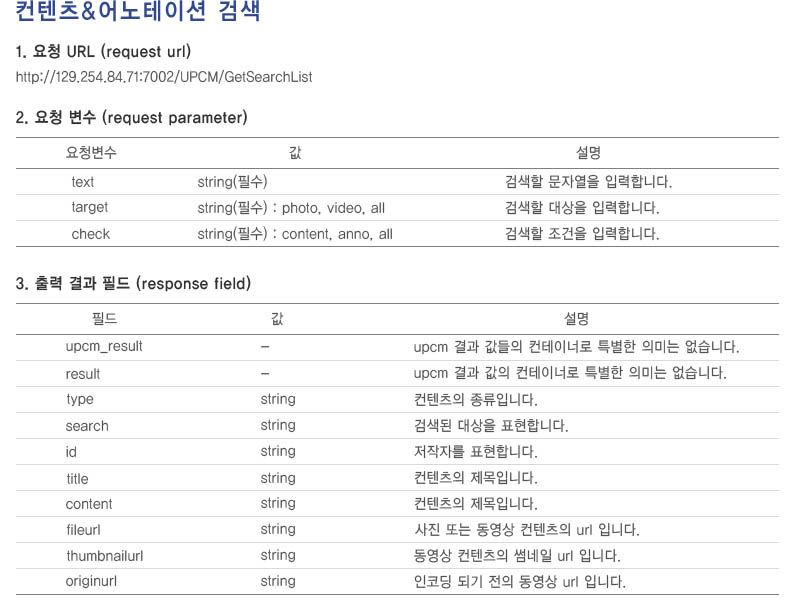 컨텐츠&어노테이션 검색
1. 요청 URL (request url)
http://129.254.84.71:7002/UPCM/GetSearchList
2. 요청 변수 (request parameter)
요청변수 값 설명
text string(필수) 검색할 문자열을 입력합니다.
target string(필수) : photo, video, all 검색할 대상을 입력합니다.
check string(필수) : content, anno, all 검색할 조건을 입력합니다.
3. 출력 결과 필드 (response field)
필드 값 설명
upcm_result – upcm 결과 값들의 컨테이너로 특별한 의미는 없습니다.
result – upcm 결과 값의 컨테이너로 특별한 의미는 없습니다.
type string 컨텐츠의 종류입니다.
search string 검색된 대상을 표현합니다.
id string 저작자를 표현합니다.
title string 컨텐츠의 제목입니다.
content string 컨텐츠의 제목입니다.
fileurl string 사진 또는 동영상 컨텐츠의 url 입니다.
thumbnailurl string 동영상 컨텐츠의 썸네일 url 입니다.
originurl string 인코딩 되기 전의 동영상 url 입니다.